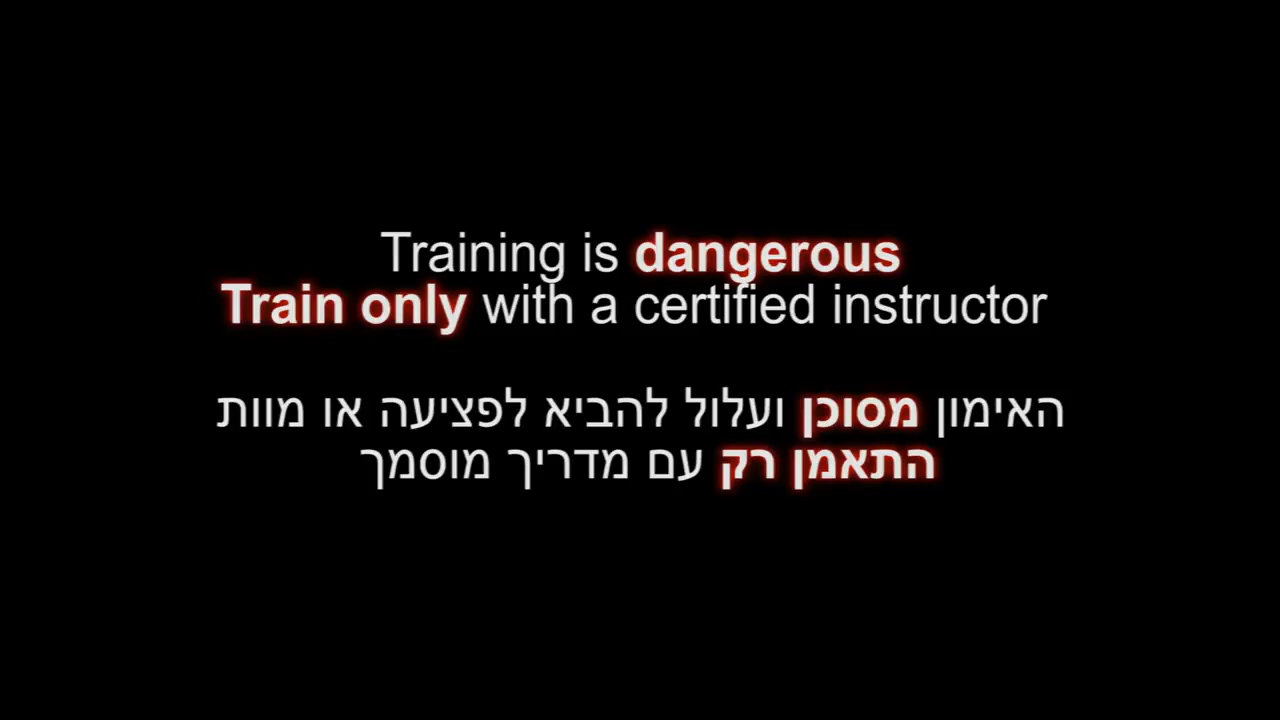 Training is dangerous
Train only with a certified instructor
האימון מסוכן ועלול להביא לפציעה או מוות
התאמן רק עם מדריך מוסמך